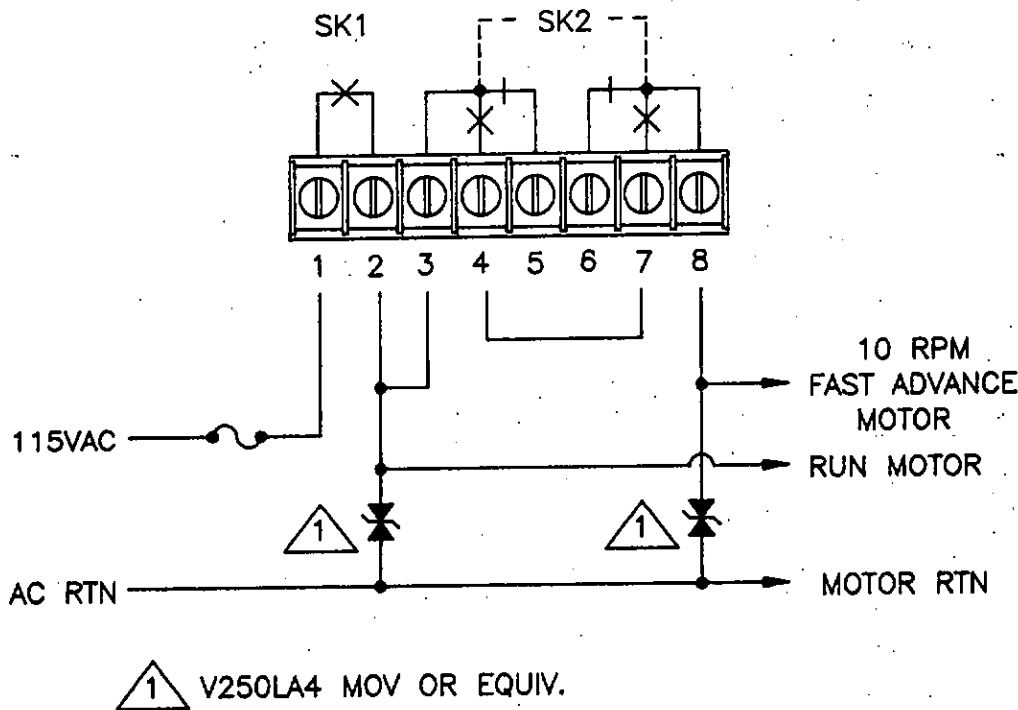 SK1
SK2
1 2 3 4 5 6 7 8
10 RPM
FAST ADVANCE
MOTOR
115VAC
RUN MOTOR
1
1
AC RTN
MOTOR RTN
1 V250LA4 MOV OR EQUIV.